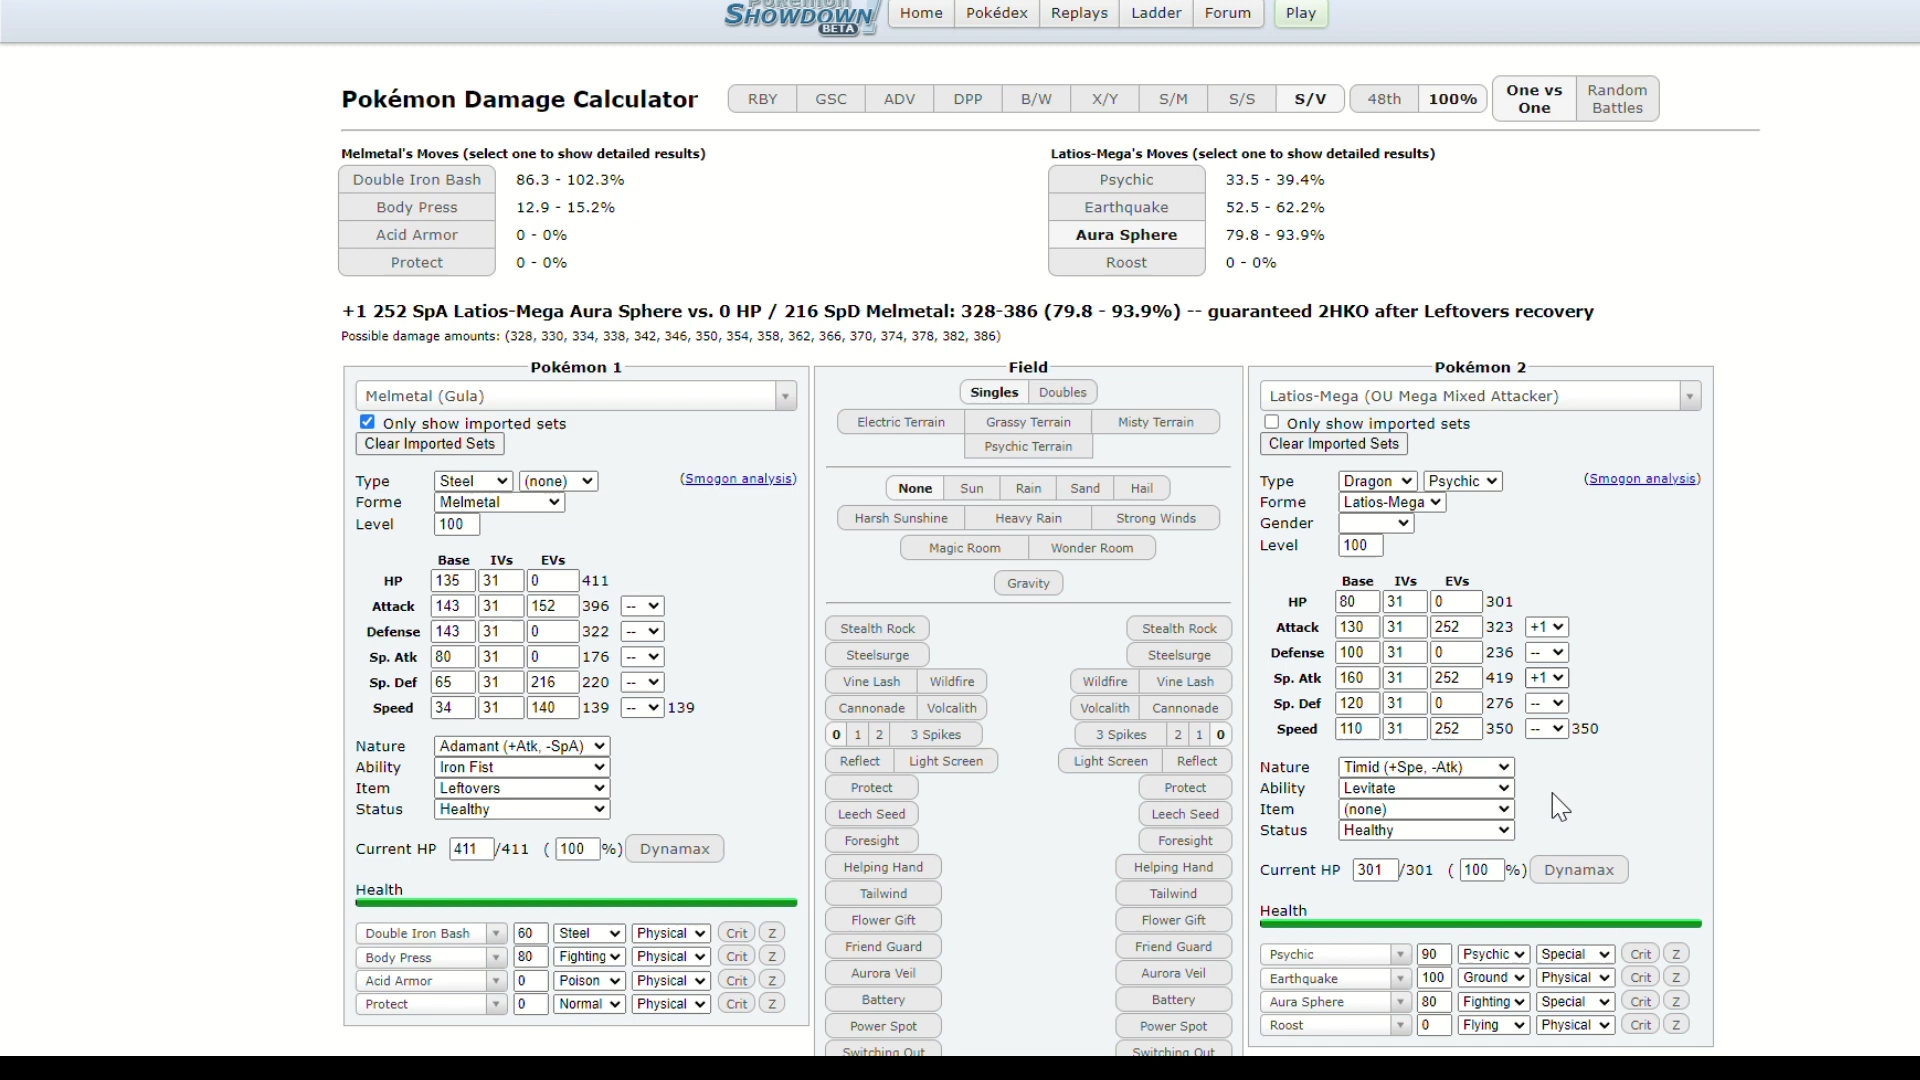 Pokémon
SHOWDOWN
BETA
Home Pokédex Replays Ladder Forum Play
Pokémon Damage Calculator
RBY GSC ADV DPP B/W X/Y S/M S/S S/V 48th 100% One vs One Random Battles
Melmetal's Moves (select one to show detailed results)
Double Iron Bash 86.3 - 102.3%
Body Press 12.9 - 15.2%
Acid Armor 0 - 0%
Protect 0 - 0%
Latios-Mega's Moves (select one to show detailed results)
Psychic 33.5 - 39.4%
Earthquake 52.5 - 62.2%
Aura Sphere 79.8 - 93.9%
Roost 0 - 0%
+1 252 SpA Latios-Mega Aura Sphere vs. 0 HP / 216 SpD Melmetal: 328-386 (79.8 - 93.9%) -- guaranteed 2HKO after Leftovers recovery
Possible damage amounts: (328, 330, 334, 338, 342, 346, 350, 354, 358, 362, 366, 370, 374, 378, 382, 386)
Pokémon 1
Melmetal (Gula)
Only show imported sets
Clear Imported Sets
Type Steel (none) (Smogon analysis)
Forme Melmetal
Level 100
Base IVs EVs
HP 135 31 0 411
Attack 143 31 152 396 --
Defense 143 31 0 322 --
Sp. Atk 80 31 0 176 --
Sp. Def 65 31 216 220 --
Speed 34 31 140 139 -- 139
Nature Adamant (+Atk, -SpA)
Ability Iron Fist
Item Leftovers
Status Healthy
Current HP 411 /411 ( 100 %) Dynamax
Health
Double Iron Bash 60 Steel Physical Crit Z
Body Press 80 Fighting Physical Crit Z
Acid Armor 0 Poison Physical Crit Z
Protect 0 Normal Physical Crit Z
Field
Singles Doubles
Electric Terrain Grassy Terrain Misty Terrain
Psychic Terrain
None Sun Rain Sand Hail
Harsh Sunshine Heavy Rain Strong Winds
Magic Room Wonder Room
Gravity
Stealth Rock Stealth Rock
Steelsurge Steelsurge
Vine Lash Wildfire Wildfire Vine Lash
Cannonade Volcalith Volcalith Cannonade
0 1 2 3 Spikes 3 Spikes 2 1 0
Reflect Light Screen Light Screen Reflect
Protect Protect
Leech Seed Leech Seed
Foresight Foresight
Helping Hand Helping Hand
Tailwind Tailwind
Flower Gift Flower Gift
Friend Guard Friend Guard
Aurora Veil Aurora Veil
Battery Battery
Power Spot Power Spot
Switching Out Switching Out
Pokémon 2
Latios-Mega (OU Mega Mixed Attacker)
Only show imported sets
Clear Imported Sets
Type Dragon Psychic (Smogon analysis)
Forme Latios-Mega
Gender
Level 100
Base IVs EVs
HP 80 31 0 301
Attack 130 31 252 323 +1
Defense 100 31 0 236 --
Sp. Atk 160 31 252 419 +1
Sp. Def 120 31 0 276 --
Speed 110 31 252 350 -- 350
Nature Timid (+Spe, -Atk)
Ability Levitate
Item (none)
Status Healthy
Current HP 301 /301 ( 100 %) Dynamax
Health
Psychic 90 Psychic Special Crit Z
Earthquake 100 Ground Physical Crit Z
Aura Sphere 80 Fighting Special Crit Z
Roost 0 Flying Physical Crit Z